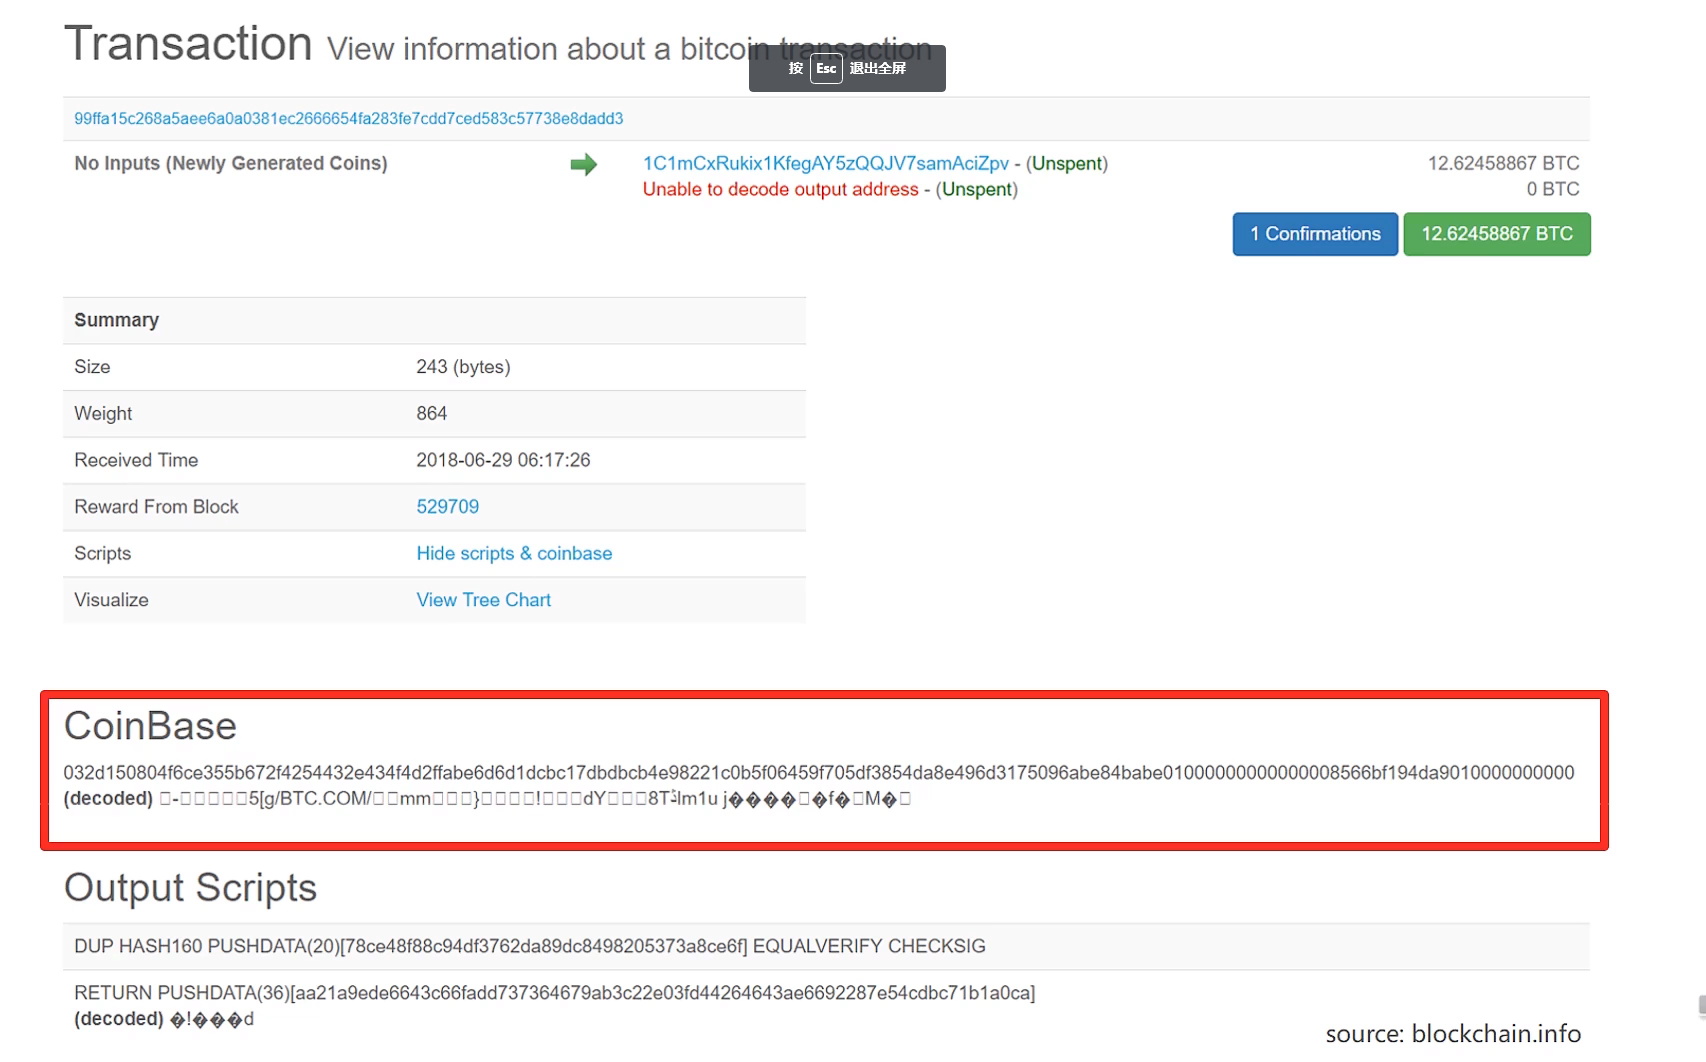 Transaction View information about a bitcoin transaction
按 Esc 退出全屏
99ffa15c268a5aee6a0a0381ec2666654fa283fe7cdd7ced583c57738e8dadd3
No Inputs (Newly Generated Coins)
1C1mCxRukix1KfegAY5zQQJV7samAciZpv - (Unspent) 12.62458867 BTC
Unable to decode output address - (Unspent) 0 BTC
1 Confirmations 12.62458867 BTC
Summary
Size 243 (bytes)
Weight 864
Received Time 2018-06-29 06:17:26
Reward From Block 529709
Scripts Hide scripts & coinbase
Visualize View Tree Chart
CoinBase
032d150804f6ce355b672f4254432e434f4d2ffabe6d6d1dcbc17dbdbcb4e98221c0b5f06459f705df3854da8e496d3175096abe84babe01000000000000008566bf194da9010000000000
(decoded) □-□□□□□5[g/BTC.COM/□□mm□□□}□□□□!□□□dY□□□8T□lm1u j����□�f�□M�□
Output Scripts
DUP HASH160 PUSHDATA(20)[78ce48f88c94df3762da89dc8498205373a8ce6f] EQUALVERIFY CHECKSIG
RETURN PUSHDATA(36)[aa21a9ede6643c66fadd737364679ab3c22e03fd44264643ae6692287e54cdbc71b1a0ca]
(decoded) �!���d
source: blockchain.info